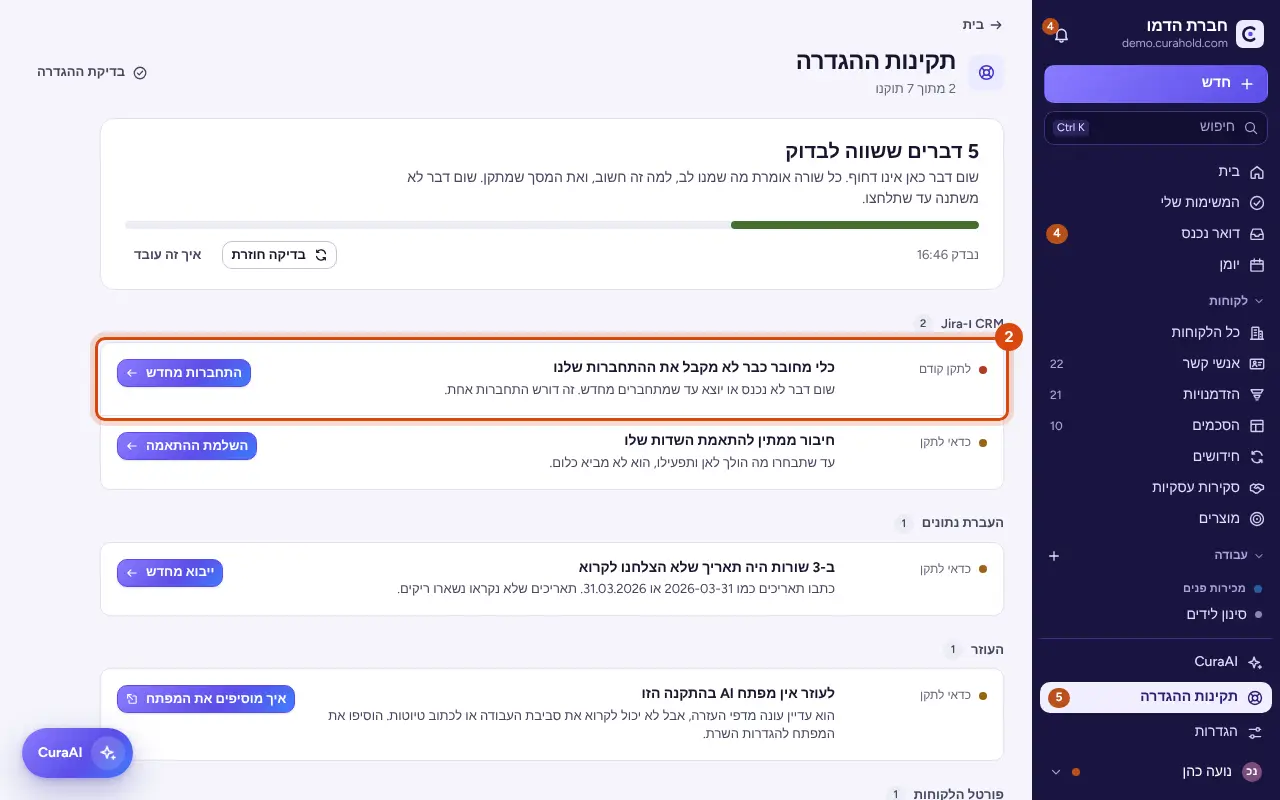 חברת הדמו
demo.curahold.com
4
חדש
חיפוש
Ctrl K
בית
המשימות שלי
דואר נכנס
4
יומן
לקוחות
כל הלקוחות
אנשי קשר
22
הזדמנויות
21
הסכמים
10
חידושים
סקירות עסקיות
מוצרים
עבודה
מכירות פנים
סינון לידים
CuraAI
תקינות ההגדרה
5
הגדרות
נכ
נועה כהן
בית
תקינות ההגדרה
2 מתוך 7 תוקנו
בדיקת ההגדרה
5 דברים ששווה לבדוק
שום דבר כאן אינו דחוף. כל שורה אומרת מה שמנו לב, למה זה חשוב, ואת המסך שמתקן. שום דבר לא
משתנה עד שתלחצו.
נבדק 16:46
בדיקה חוזרת
איך זה עובד
CRM ו-Jira
2
2
לתקן קודם
כלי מחובר כבר לא מקבל את ההתחברות שלנו
שום דבר לא נכנס או יוצא עד שמתחברים מחדש. זה דורש התחברות אחת.
התחברות מחדש
כדאי לתקן
חיבור ממתין להתאמת השדות שלו
עד שתבחרו מה הולך לאן ותפעילו, הוא לא מביא כלום.
השלמת ההתאמה
העברת נתונים
1
כדאי לתקן
ב-3 שורות היה תאריך שלא הצלחנו לקרוא
כתבו תאריכים כמו 2026-03-31 או 31.03.2026. תאריכים שלא נקראו נשארו ריקים.
ייבוא מחדש
העוזר
1
כדאי לתקן
לעוזר אין מפתח AI בהתקנה הזו
הוא עדיין עונה מדפי העזרה, אבל לא יכול לקרוא את סביבת העבודה או לכתוב טיוטות. הוסיפו את
המפתח להגדרות השרת.
איך מוסיפים את המפתח
פורטל הלקוחות
1
CuraAI